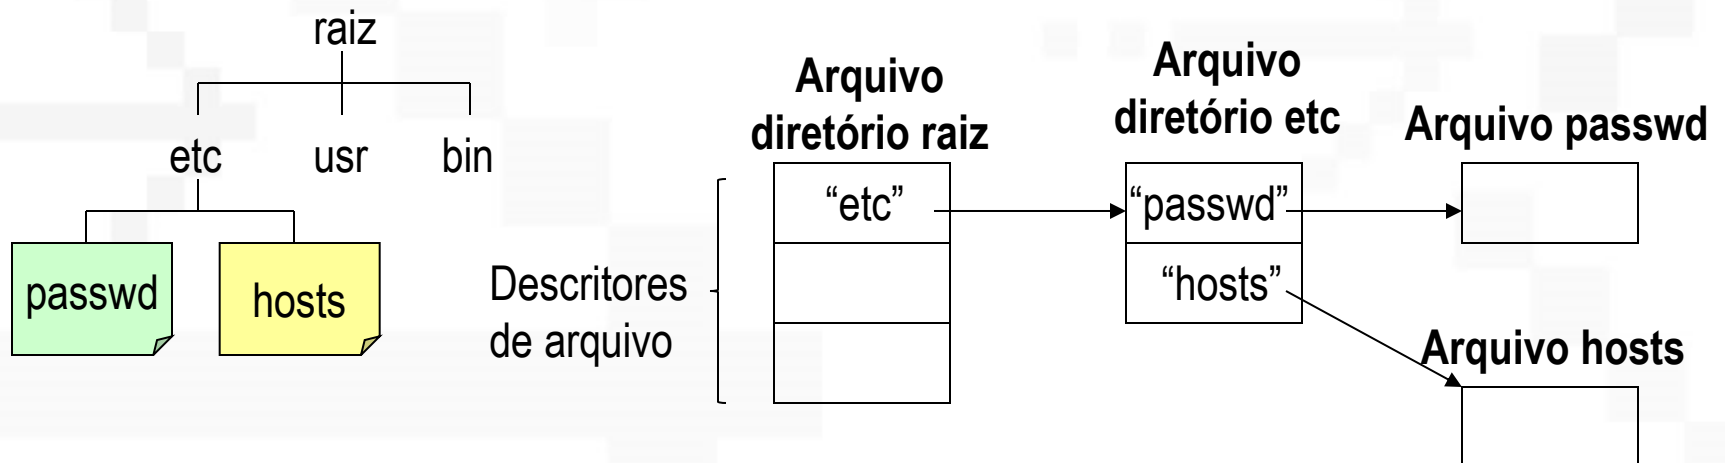 raiz
etc usr bin
passwd hosts
Descritores
de arquivo
Arquivo
diretório raiz
“etc”
Arquivo
diretório etc
“passwd”
“hosts”
Arquivo passwd
Arquivo hosts